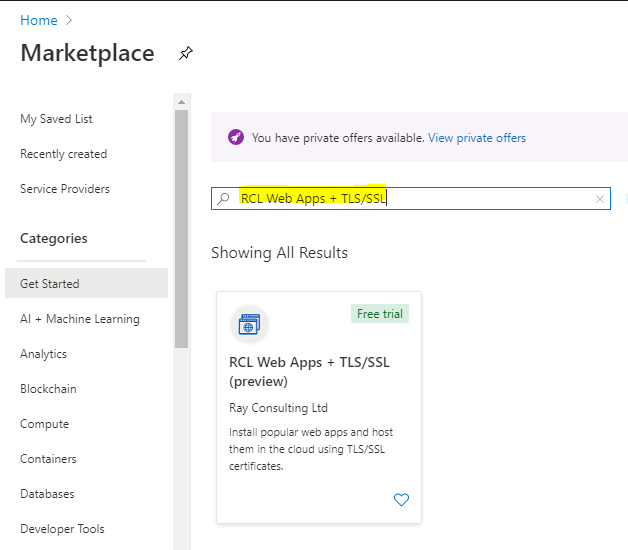 Home
Marketplace
My Saved List
Recently created
Service Providers
Categories
Get Started
AI + Machine Learning
Analytics
Blockchain
Compute
Containers
Databases
Developer Tools
You have private offers available. View private offers
RCL Web Apps + TLS/SSL
Showing All Results
Free trial
RCL Web Apps + TLS/SSL
(preview)
Ray Consulting Ltd
Install popular web apps and host
them in the cloud using TLS/SSL
certificates.